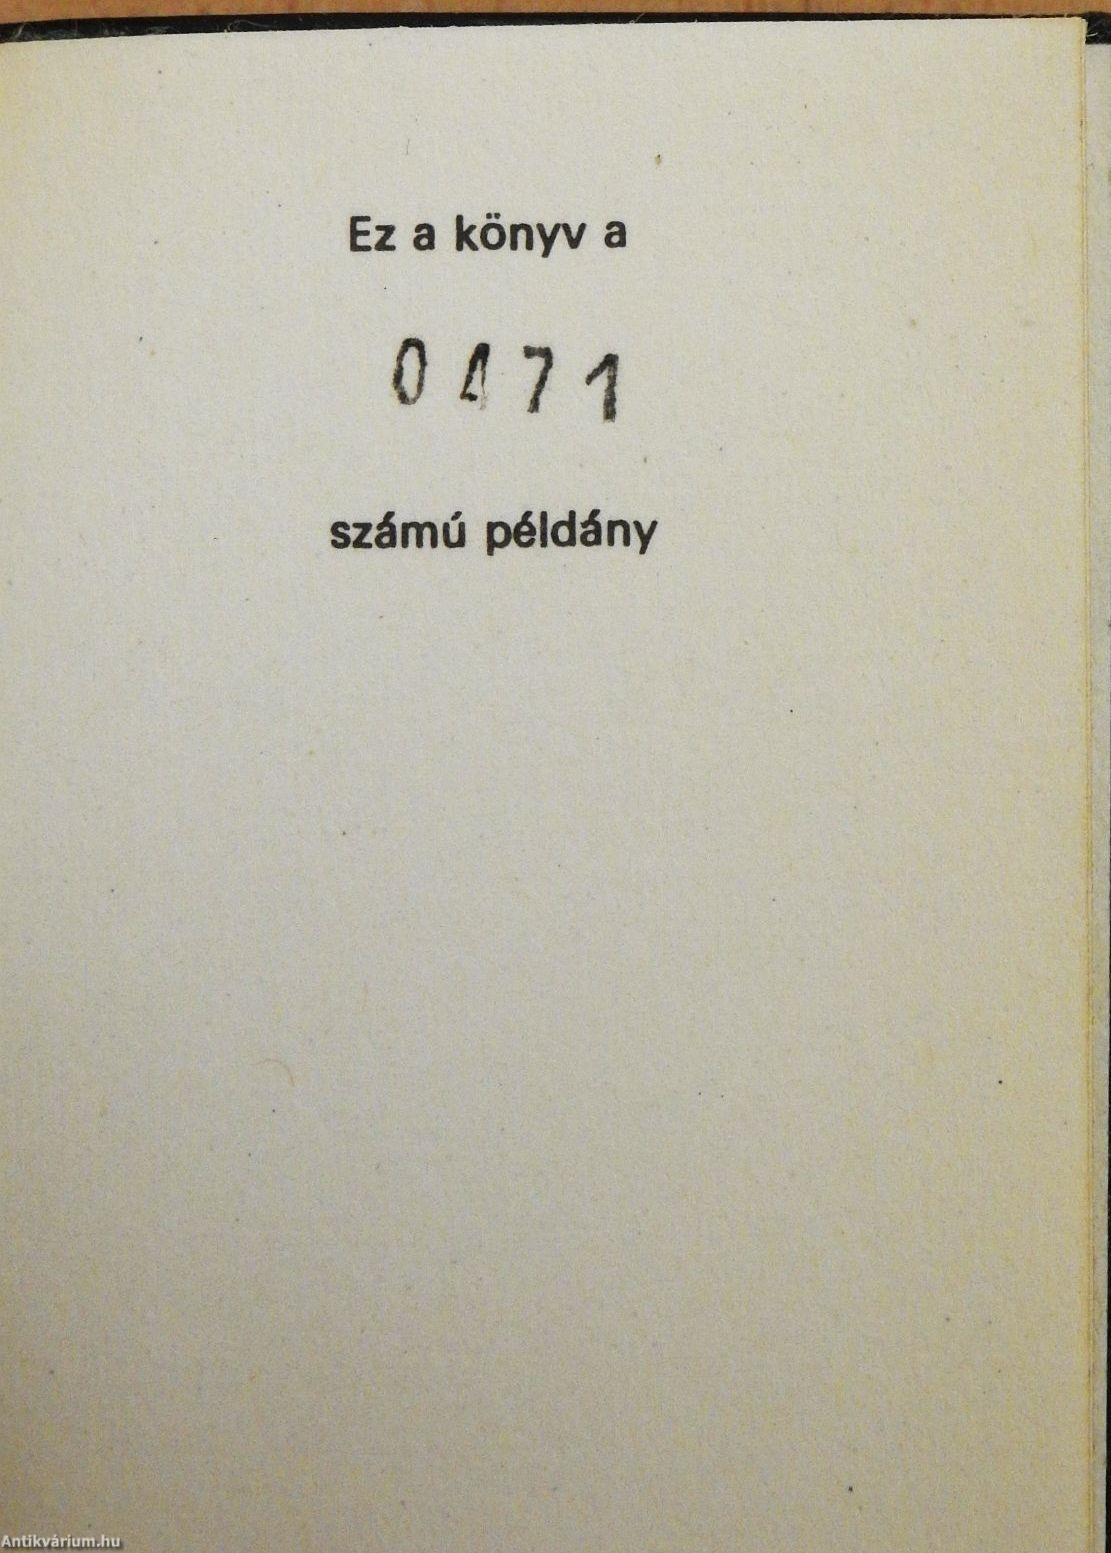 Ez a könyv a
0471
számú példány
Antikvárium.hu